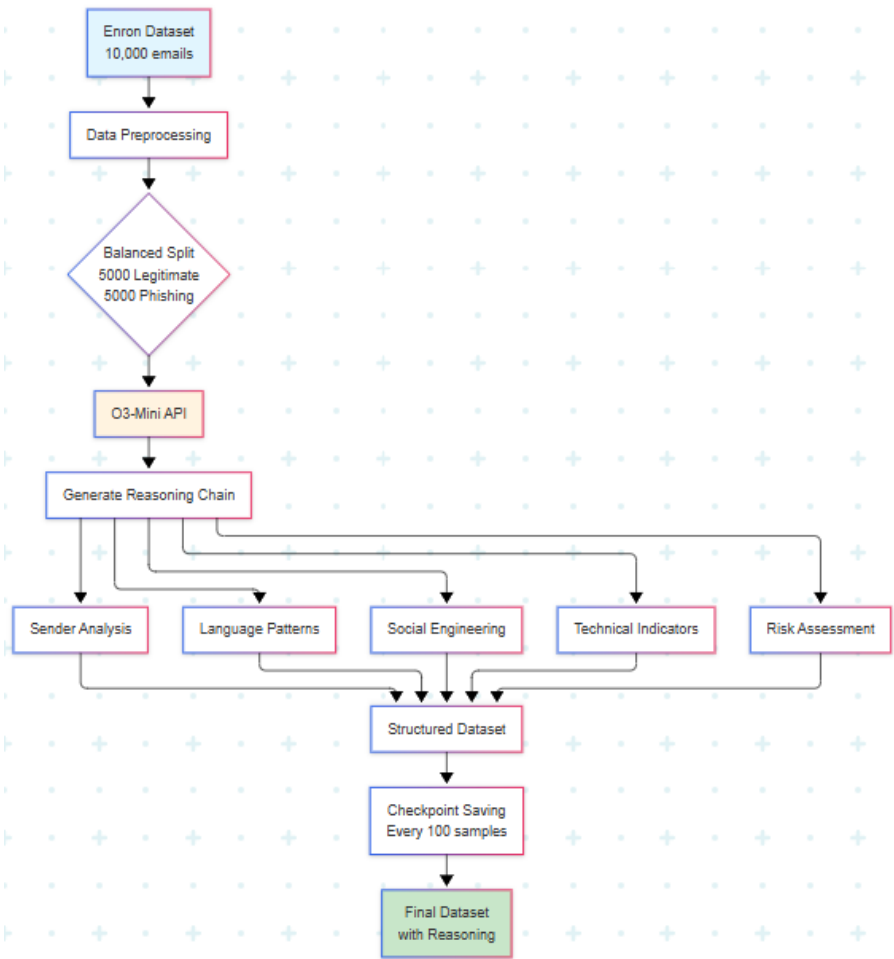 Enron Dataset
10,000 emails
Data Preprocessing
Balanced Split
5000 Legitimate
5000 Phishing
O3-Mini API
Generate Reasoning Chain
Sender Analysis
Language Patterns
Social Engineering
Technical Indicators
Risk Assessment
Structured Dataset
Checkpoint Saving
Every 100 samples
Final Dataset
with Reasoning